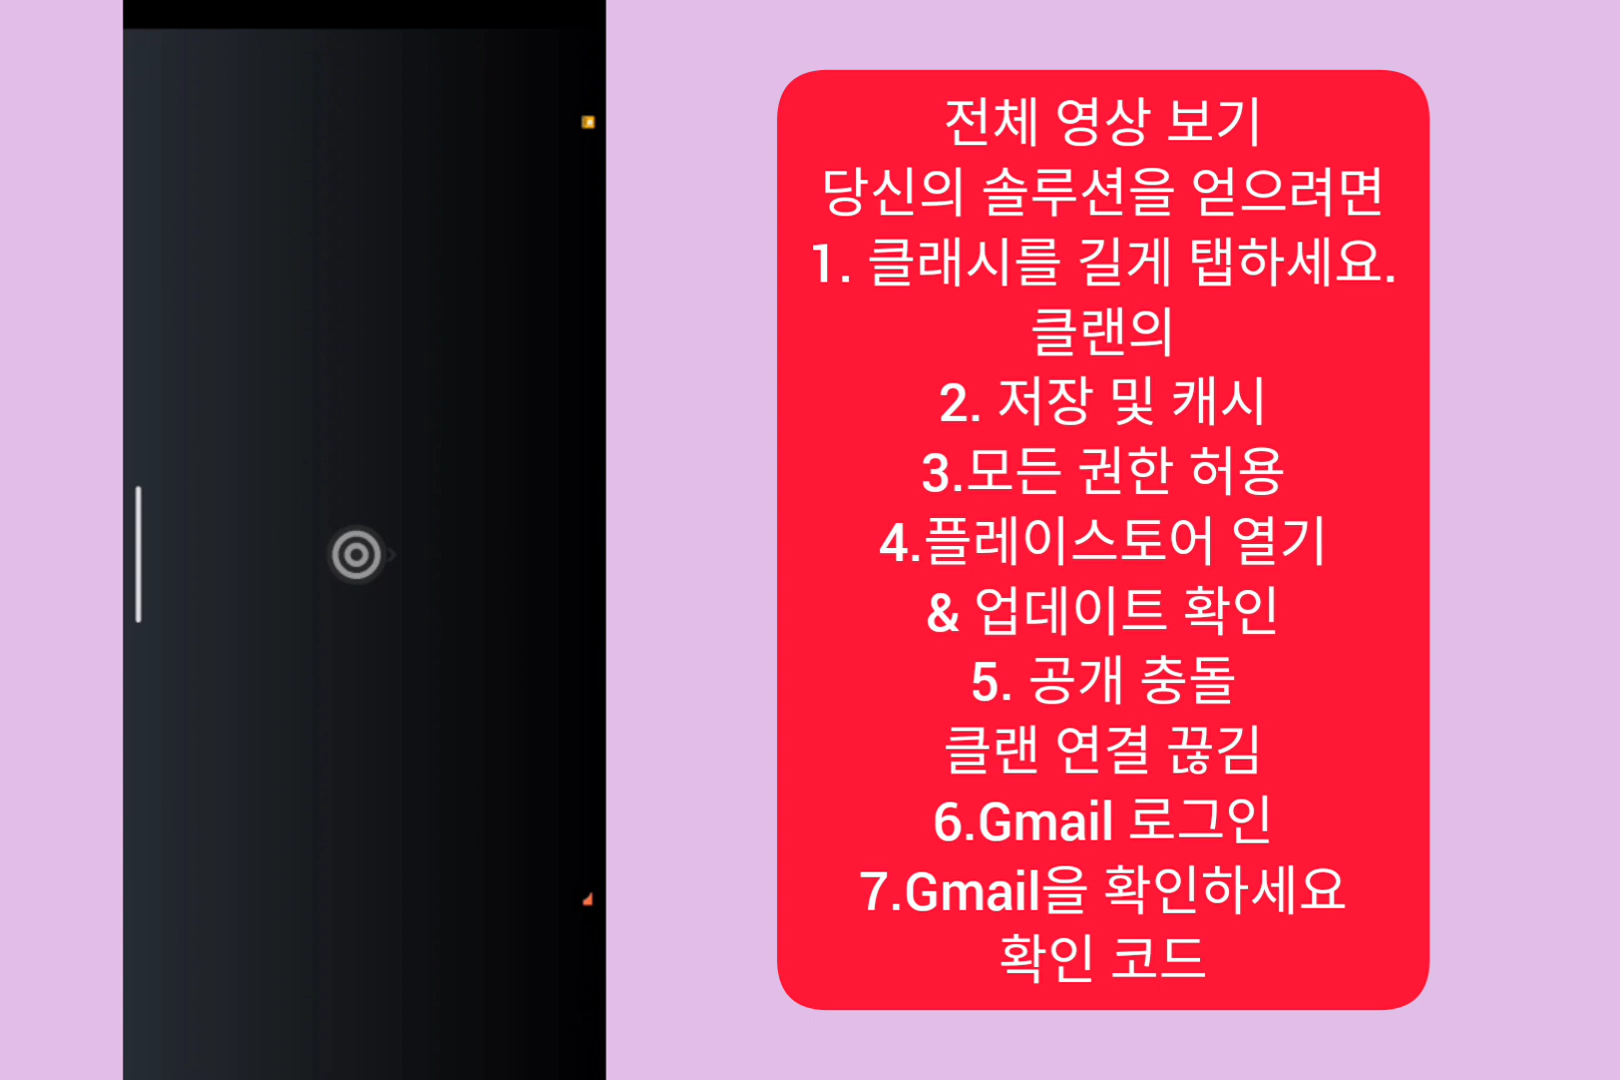 전체 영상 보기
당신의 솔루션을 얻으려면
1. 클래시를 길게 탭하세요.
클랜의
2. 저장 및 캐시
3.모든 권한 허용
4.플레이스토어 열기
& 업데이트 확인
5. 공개 충돌
클랜 연결 끊김
6.Gmail 로그인
7.Gmail을 확인하세요
확인 코드